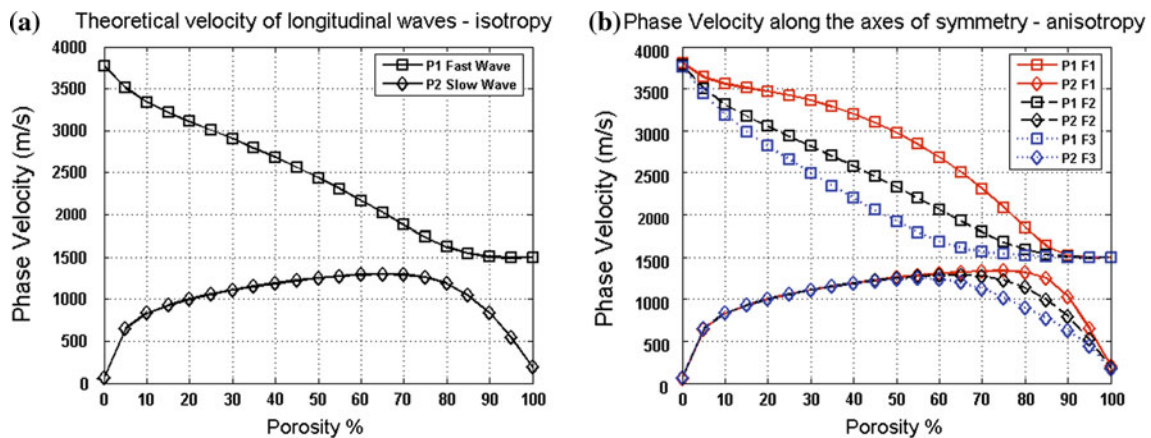 (a) Theoretical velocity of longitudinal waves - isotropy
Phase Velocity (m/s)
4000
3500
3000
2500
2000
1500
1000
500
0
P1 Fast Wave
P2 Slow Wave
0 10 20 30 40 50 60 70 80 90 100
Porosity %
(b) Phase Velocity along the axes of symmetry - anisotropy
Phase Velocity (m/s)
4000
3500
3000
2500
2000
1500
1000
500
0
P1 F1
P2 F1
P1 F2
P2 F2
P1 F3
P2 F3
0 10 20 30 40 50 60 70 80 90 100
Porosity %